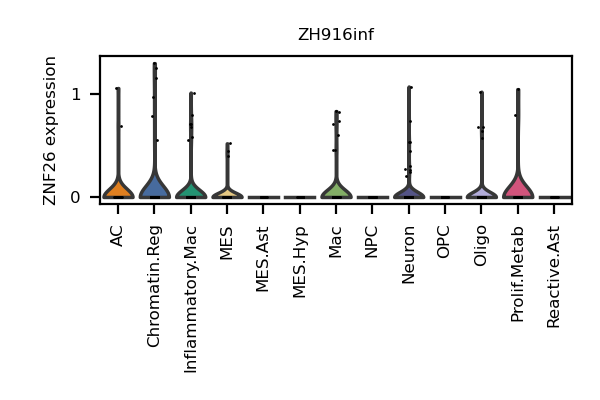 ZH916inf
ZNF26 expression
1
0
AC
Chromatin.Reg
Inflammatory.Mac
MES
MES.Ast
MES.Hyp
Mac
NPC
Neuron
OPC
Oligo
Prolif.Metab
Reactive.Ast